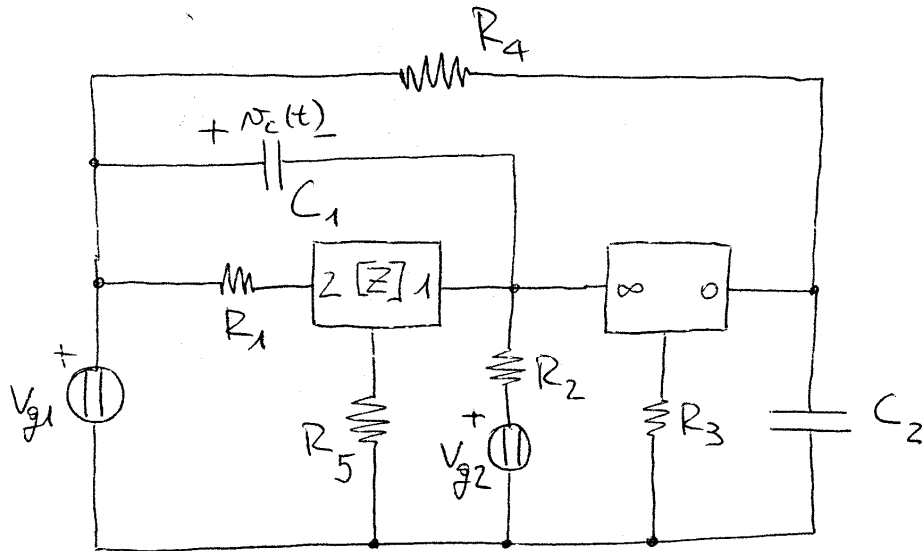 R4
+ vc(t) −
C1
2 [Z] 1
∞ 0
R1
+
Vg1
R5
R2
+
Vg2
R3
C2